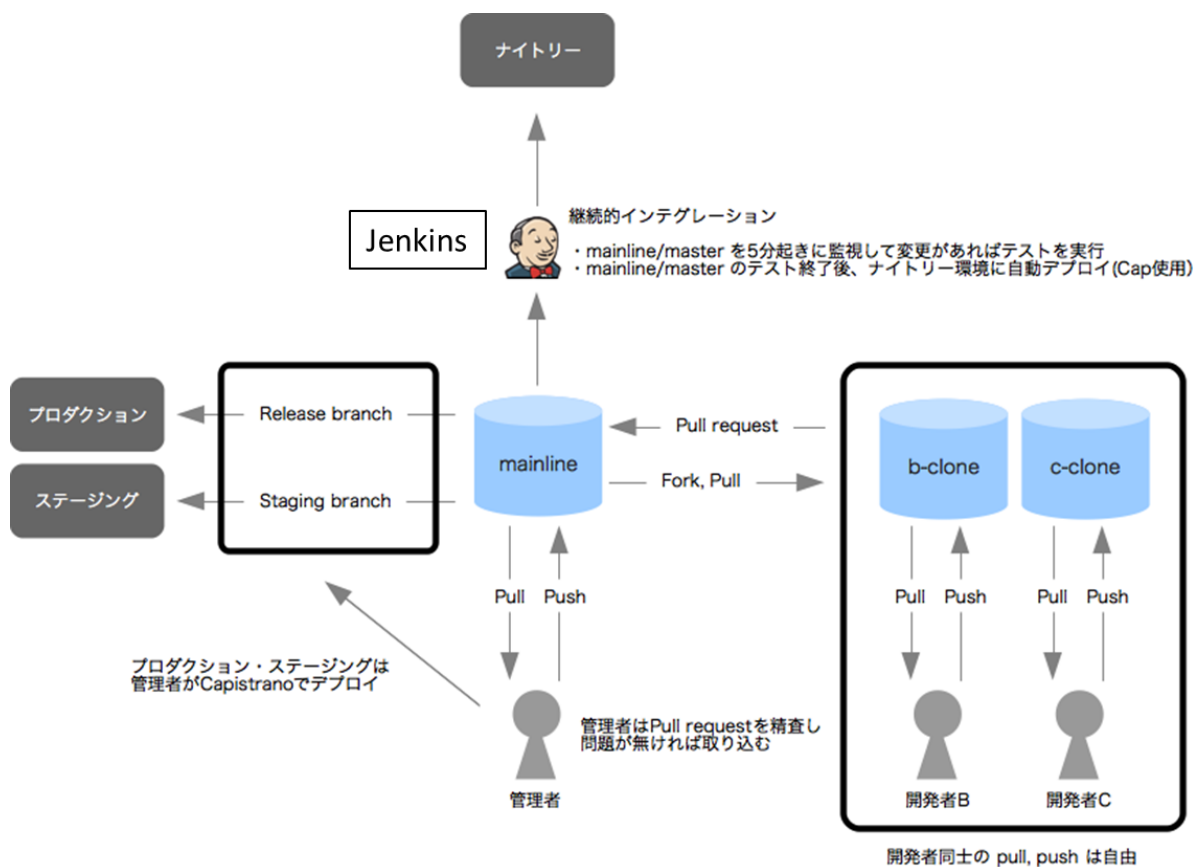 ナイトリー
Jenkins
継続的インテグレーション
・mainline/master を5分起きに監視して変更があればテストを実行
・mainline/master のテスト終了後、ナイトリー環境に自動デプロイ(Cap使用)
プロダクション
Release branch
ステージング
Staging branch
mainline
Pull request
Fork, Pull
b-clone
c-clone
Pull
Push
Pull
Push
Pull
Push
プロダクション・ステージングは
管理者がCapistranoでデプロイ
管理者はPull requestを精査し
問題が無ければ取り込む
管理者
開発者B
開発者C
開発者同士の pull, push は自由